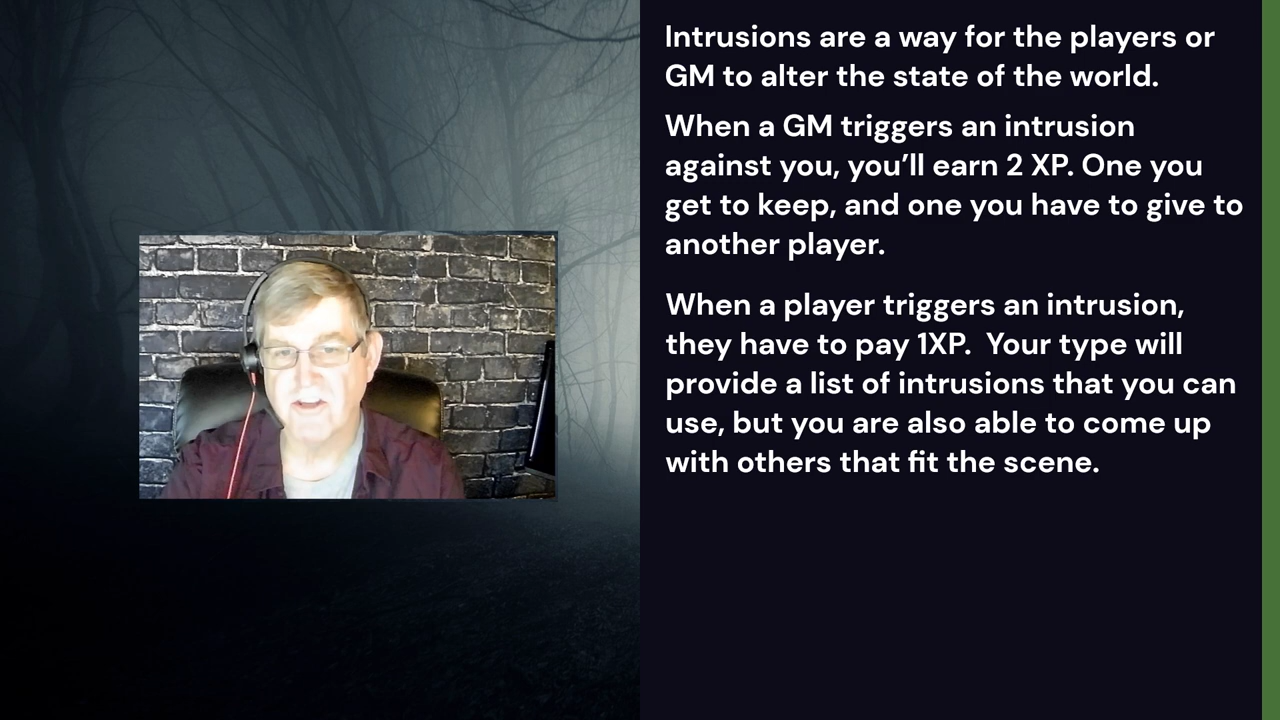 Intrusions are a way for the players or
GM to alter the state of the world.
When a GM triggers an intrusion
against you, you’ll earn 2 XP. One you
get to keep, and one you have to give to
another player.
When a player triggers an intrusion,
they have to pay 1XP.  Your type will
provide a list of intrusions that you can
use, but you are also able to come up
with others that fit the scene.